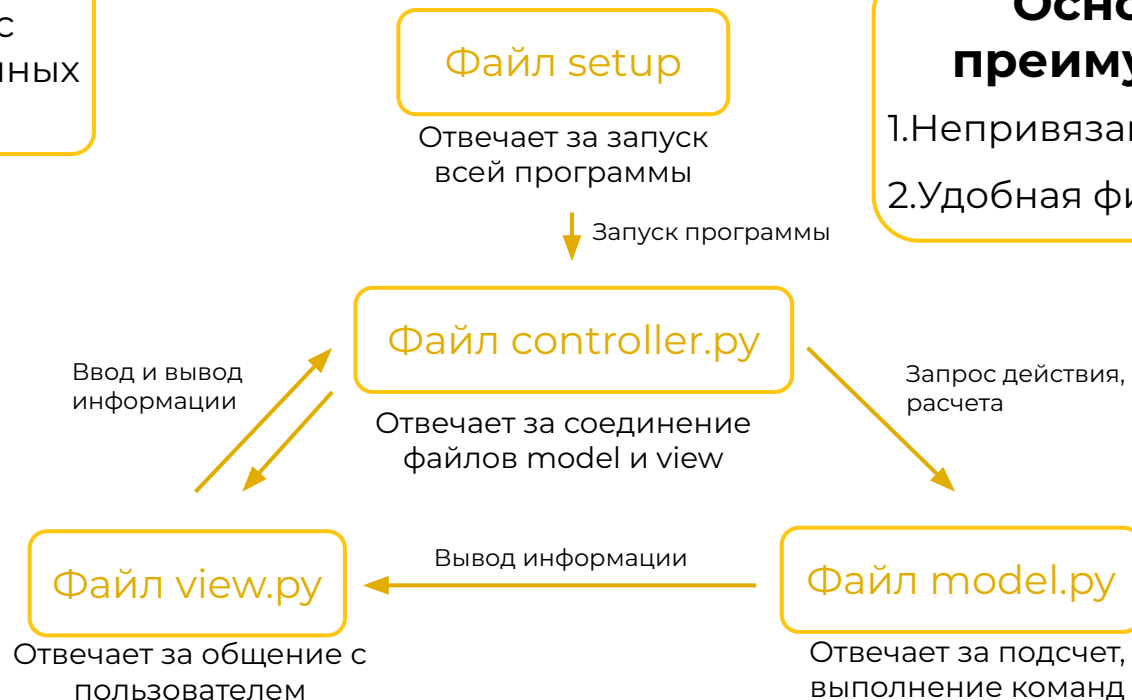 с
Файл setup
Отвечает за запуск
всей программы
Запуск программы
1.
2.Удобная
Файл controller.py
Отвечает за соединение
файлов model и view
Ввод и вывод
информации
Запрос действия,
расчета
Файл view.py
Отвечает за общение с
пользователем
Вывод информации
Файл model.py
Отвечает за подсчет,
выполнение команд